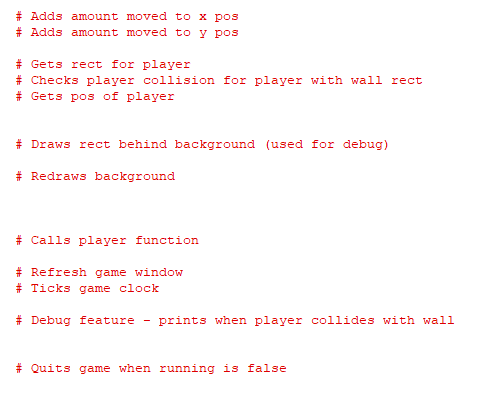 # Adds amount moved to x pos
# Adds amount moved to y pos
# Gets rect for player
# Checks player collision for player with wall rect
# Gets pos of player
# Draws rect behind background (used for debug)
# Redraws background
# Calls player function
# Refresh game window
# Ticks game clock
# Debug feature - prints when player collides with wall
# Quits game when running is false